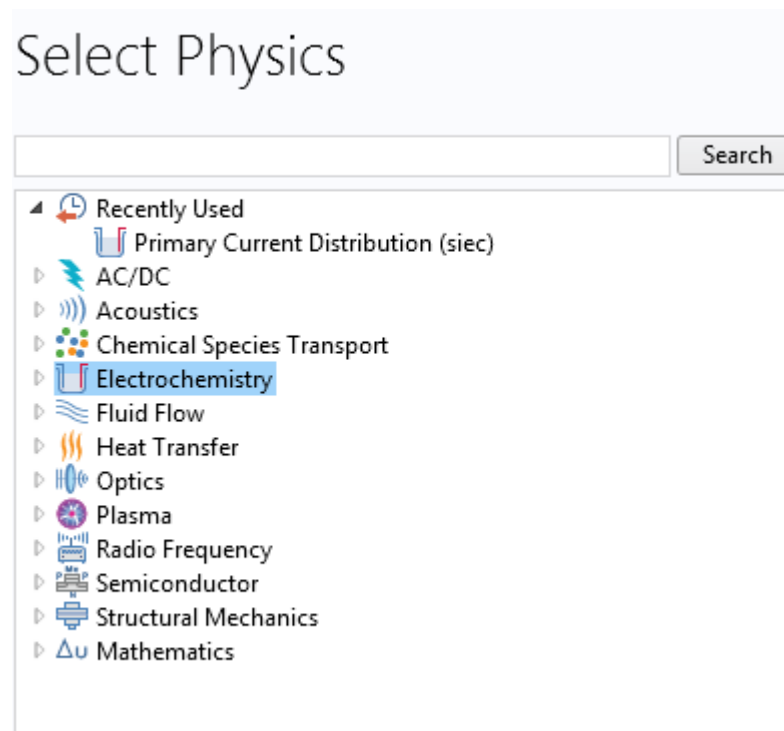 Select Physics
Search
Recently Used
Primary Current Distribution (siec)
AC/DC
Acoustics
Chemical Species Transport
Electrochemistry
Fluid Flow
Heat Transfer
Optics
Plasma
Radio Frequency
Semiconductor
Structural Mechanics
Δu Mathematics